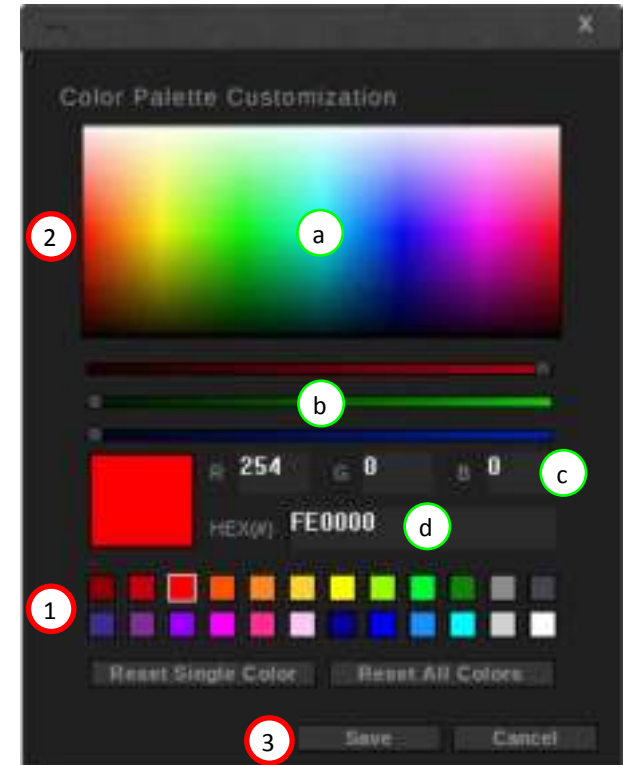 x
Color Palette Customization
2
a
b
R 254 G 0 B 0 c
HEX(#) FE0000 d
1
Reset Single Color Reset All Colors
3 Save Cancel